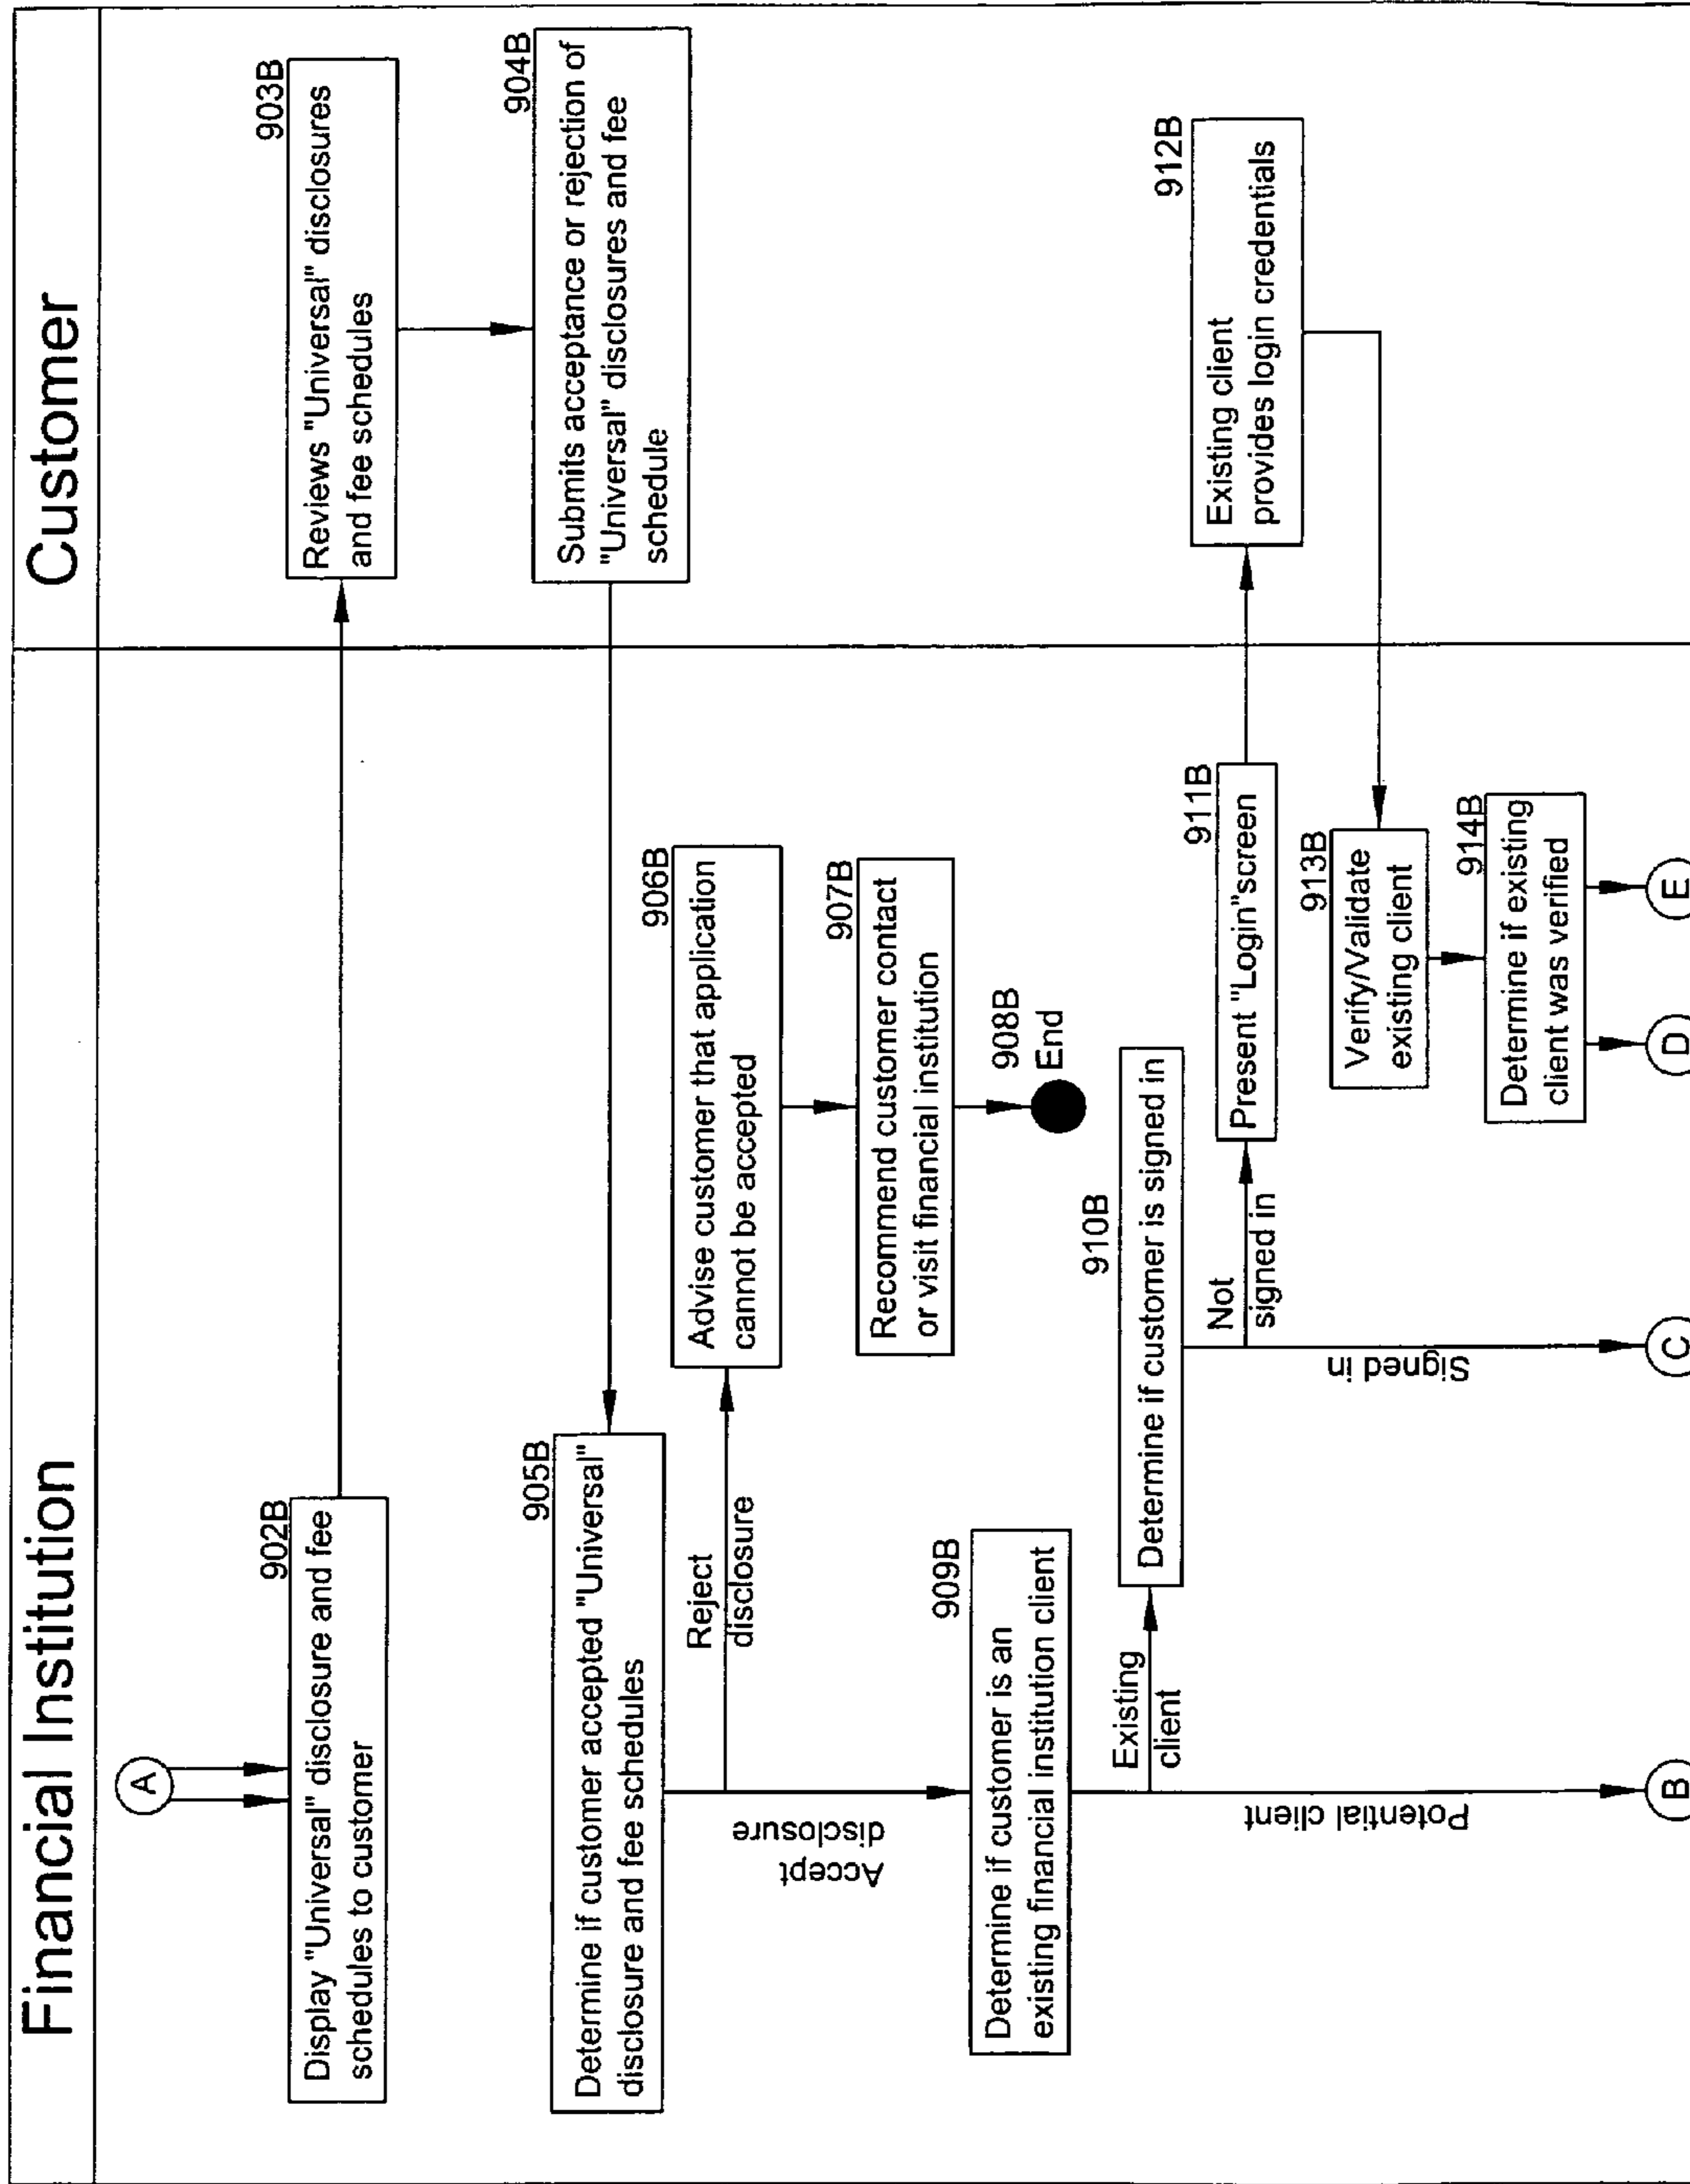 Financial Institution
Customer
A
902B
Display "Universal" disclosure and fee
schedules to customer
903B
Reviews "Universal" disclosures
and fee schedules
904B
Submits acceptance or rejection of
"Universal" disclosures and fee
schedule
905B
Determine if customer accepted "Universal"
disclosure and fee schedules
Reject
disclosure
906B
Advise customer that application
cannot be accepted
Accept
disclosure
907B
Recommend customer contact
or visit financial institution
908B
End
909B
Determine if customer is an
existing financial institution client
Existing
client
910B
Determine if customer is signed in
Not
signed in
911B
Present "Login"screen
912B
Existing client
provides login credentials
Potential client
Signed in
913B
Verify/Validate
existing client
914B
Determine if existing
client was verified
B
C
D
E